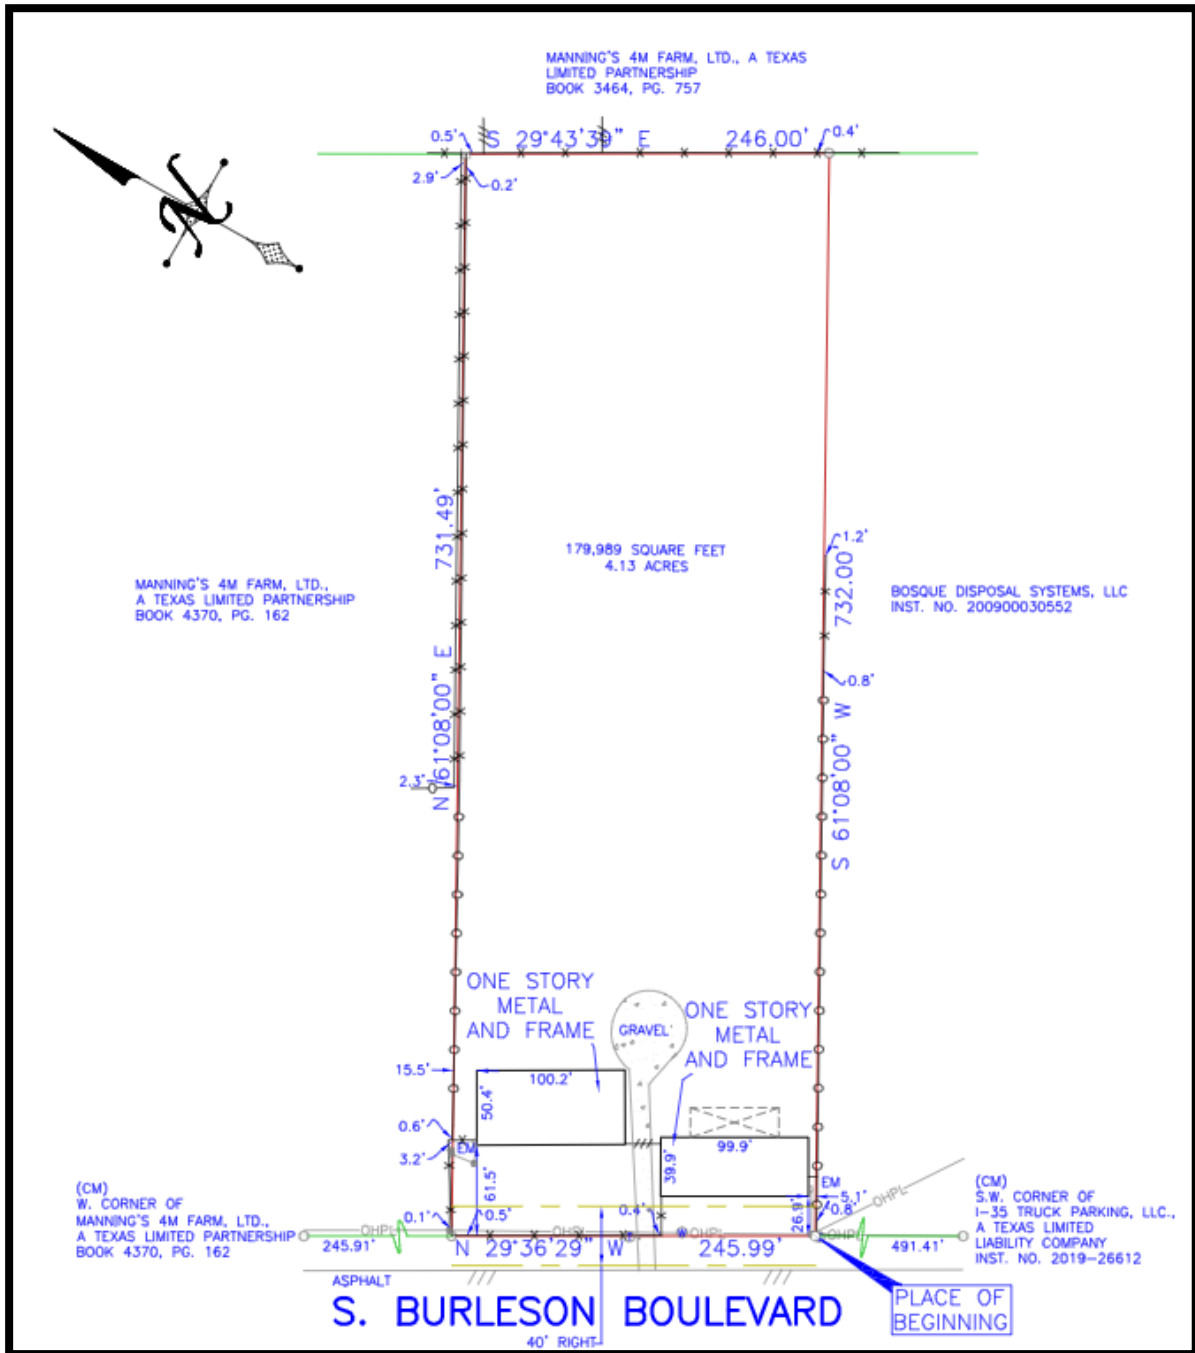 MANNING'S 4M FARM, LTD., A TEXAS
LIMITED PARTNERSHIP
BOOK 3464, PG. 757
0.5'
S 29°43'39" E 246.00'
0.4'
2.9'
0.2'
N
731.49'
N 61°08'00" E
179,989 SQUARE FEET
4.13 ACRES
1.2'
732.00'
S 61°08'00" W
MANNING'S 4M FARM, LTD.,
A TEXAS LIMITED PARTNERSHIP
BOOK 4370, PG. 162
BOSQUE DISPOSAL SYSTEMS, LLC
INST. NO. 200900030552
0.8'
2.3'
ONE STORY
METAL
AND FRAME
GRAVEL
ONE STORY
METAL
AND FRAME
15.5'
100.2'
50.4'
0.6'
3.2'
EM
61.5'
99.9'
39.9'
EM
5.1'
0.8'
26.9'
(CM)
W. CORNER OF
MANNING'S 4M FARM, LTD.,
A TEXAS LIMITED PARTNERSHIP
BOOK 4370, PG. 162
(CM)
S.W. CORNER OF
I-35 TRUCK PARKING, LLC.,
A TEXAS LIMITED
LIABILITY COMPANY
INST. NO. 2019-26612
0.1'
0.5'
0.4'
OHPL
OHPL
OHPL
OHPL
OHPL
W
245.91'
N 29°36'29" W 245.99'
491.41'
ASPHALT
S. BURLESON BOULEVARD
40' RIGHT
PLACE OF
BEGINNING